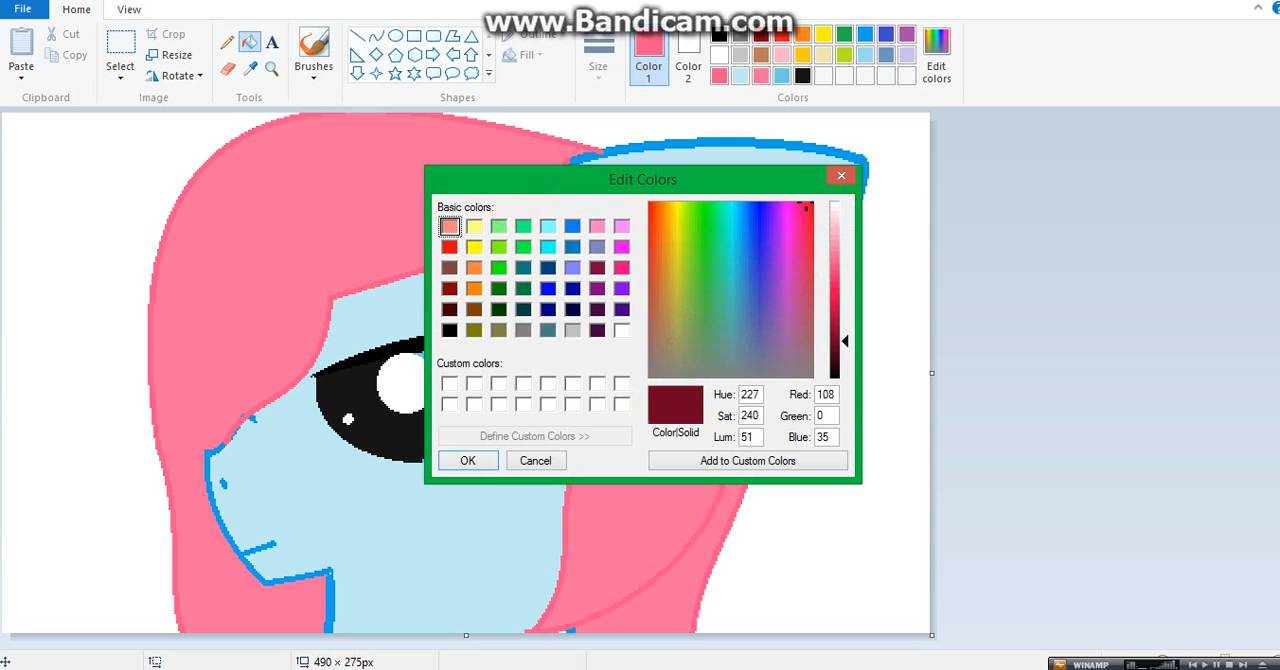 www.Bandicam.com
File Home View
Paste
Cut
Copy
Clipboard
Select
Crop
Resize
Rotate
Image
A
Tools
Brushes
Outline
Fill
Shapes
Size
Color 1
Color 2
Edit colors
Colors
Edit Colors
Basic colors:
Custom colors:
Define Custom Colors >>
OK Cancel
Color|Solid
Hue: 227 Red: 108
Sat: 240 Green: 0
Lum: 51 Blue: 35
Add to Custom Colors
490 × 275px
WINAMP